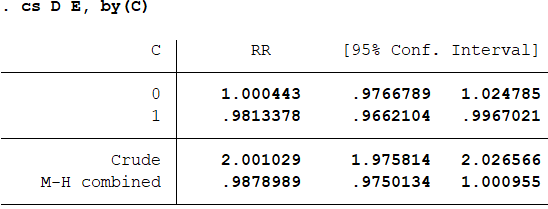 . cs D E, by(C)
C RR [95% Conf. Interval]
0 1.000443 .9766789 1.024785
1 .9813378 .9662104 .9967021
Crude 2.001029 1.975814 2.026566
M-H combined .9878989 .9750134 1.000955